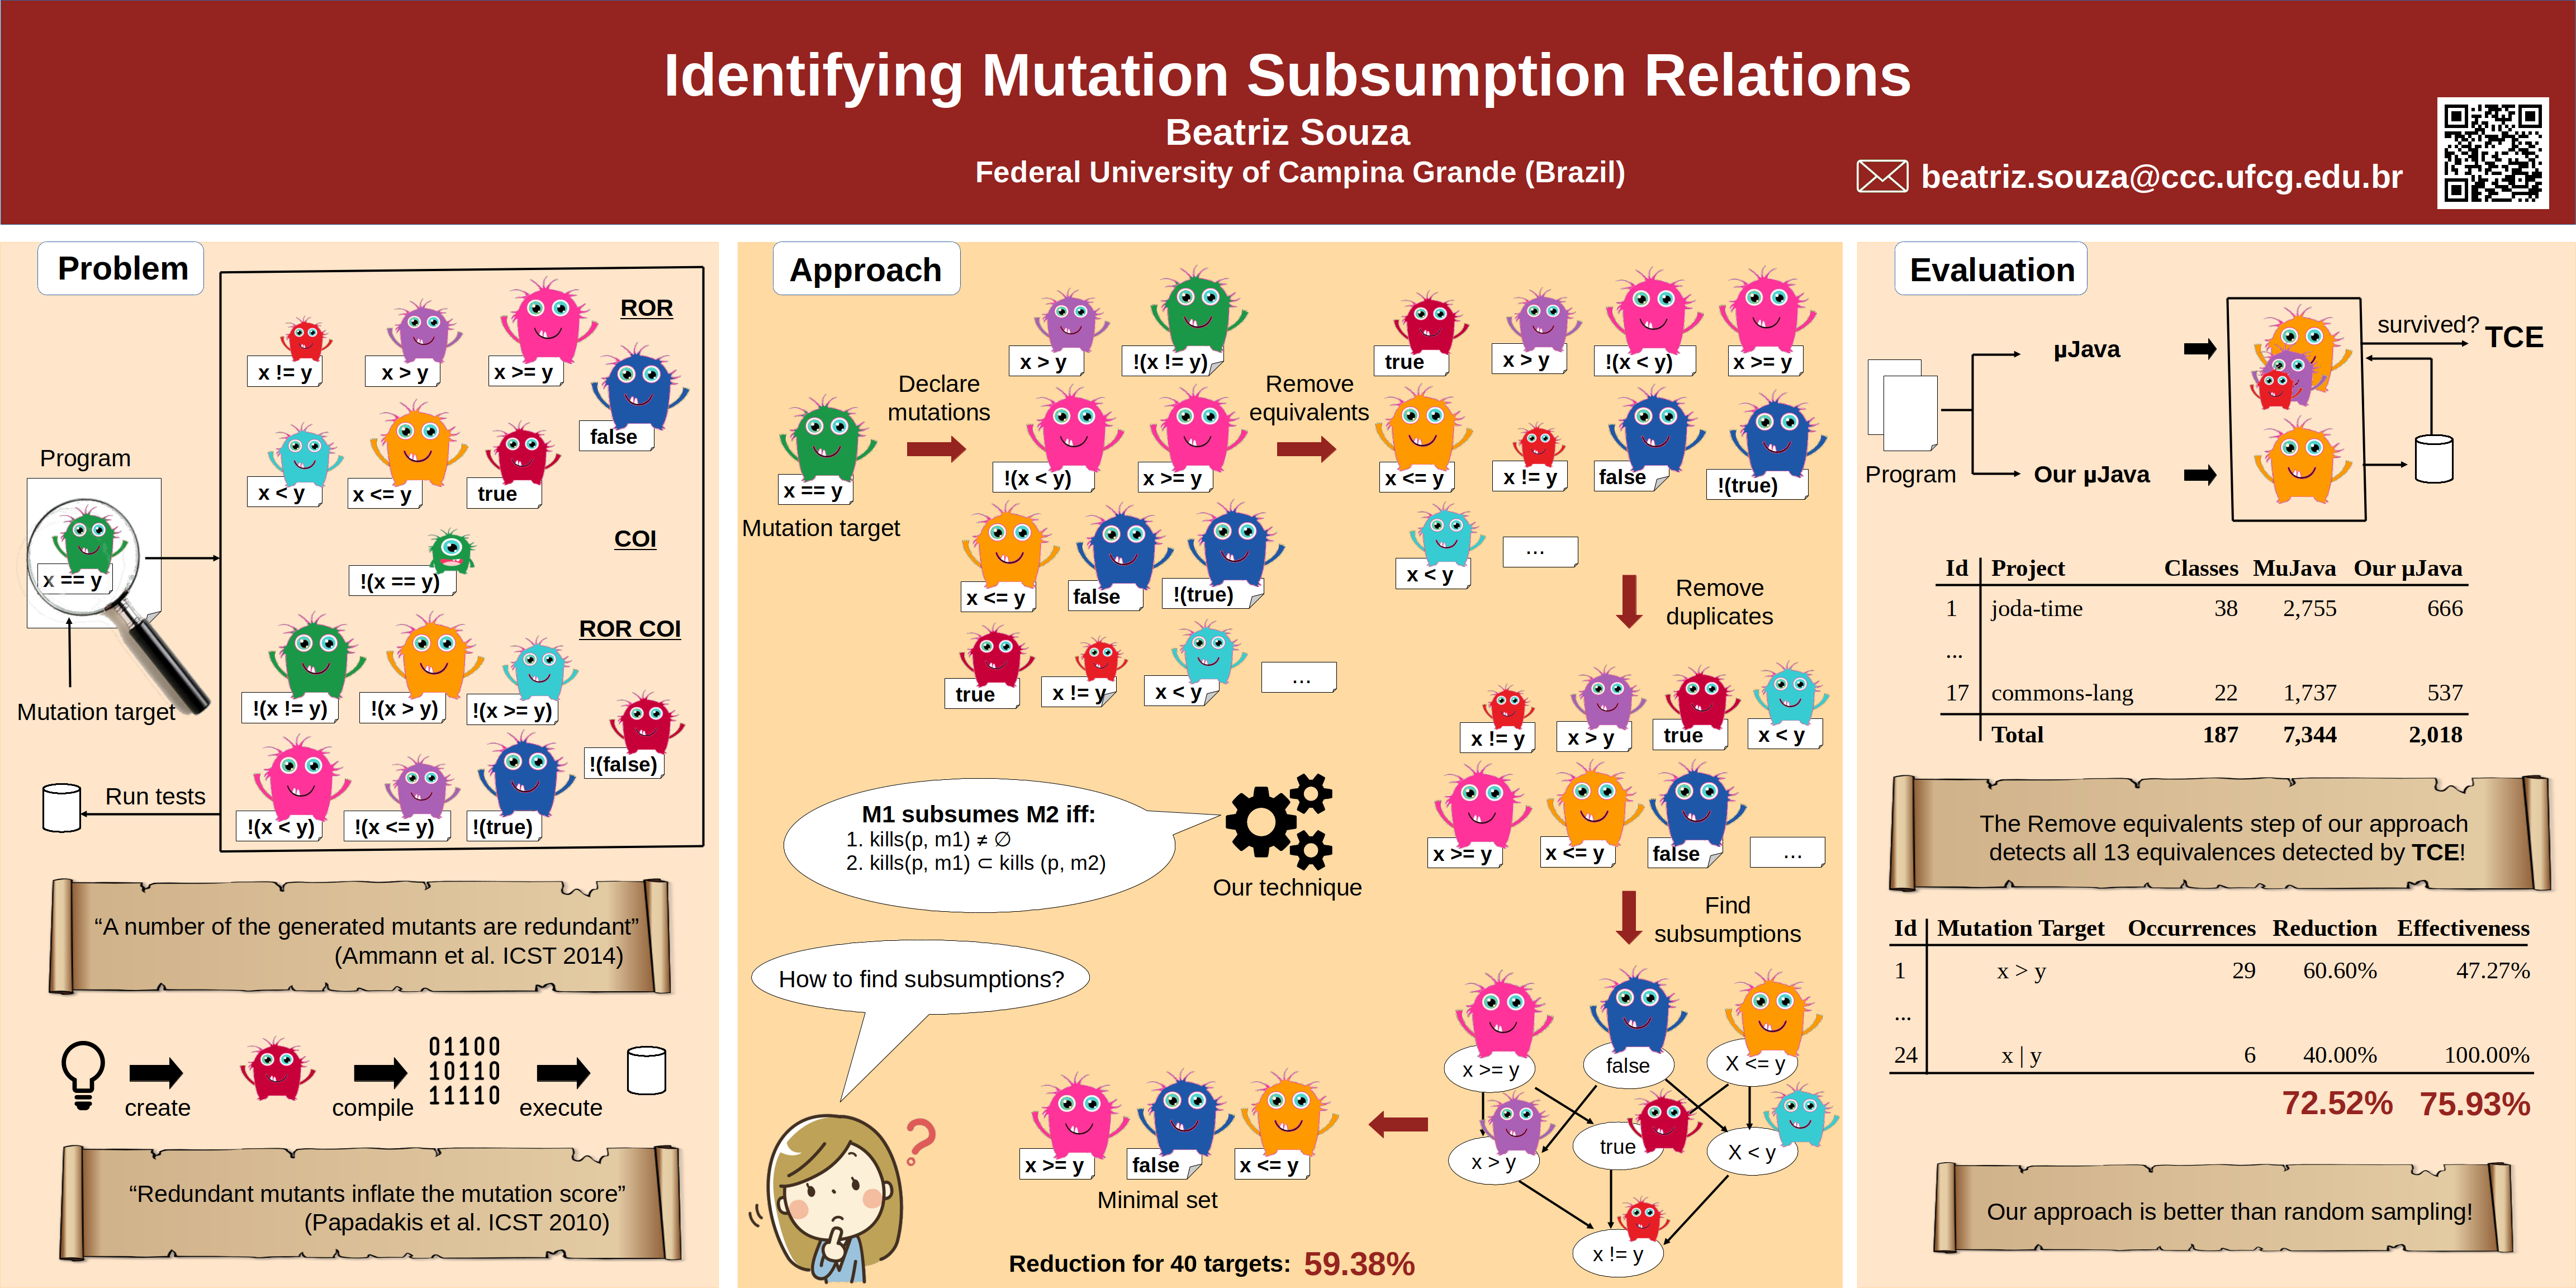 Identifying Mutation Subsumption Relations
Beatriz Souza
Federal University of Campina Grande (Brazil)
beatriz.souza@ccc.ufcg.edu.br
Problem
ROR
x != y
x > y
x >= y
false
x < y
x <= y
true
COI
!(x == y)
ROR COI
!(x != y)
!(x > y)
!(x >= y)
!(false)
!(x < y)
!(x <= y)
!(true)
Program
x == y
Mutation target
Run tests
“A number of the generated mutants are redundant”
(Ammann et al. ICST 2014)
create
compile
01100
10110
11110
execute
“Redundant mutants inflate the mutation score”
(Papadakis et al. ICST 2010)
Approach
x == y
Mutation target
Declare
mutations
x > y
!(x != y)
!(x < y)
x >= y
x <= y
false
!(true)
true
x != y
x < y
...
Remove
equivalents
true
x > y
!(x < y)
x >= y
x <= y
x != y
false
!(true)
x < y
...
Remove
duplicates
x != y
x > y
true
x < y
x >= y
x <= y
false
...
M1 subsumes M2 iff:
1. kills(p, m1) ≠ ∅
2. kills(p, m1) ⊂ kills (p, m2)
Our technique
Find
subsumptions
How to find subsumptions?
x >= y
false
X <= y
x > y
true
X < y
x != y
?
x >= y
false
x <= y
Minimal set
Reduction for 40 targets: 59.38%
Evaluation
Program
µJava
Our µJava
survived?
TCE
Id Project Classes MuJava Our µJava
1 joda-time 38 2,755 666
...
17 commons-lang 22 1,737 537
Total 187 7,344 2,018
The Remove equivalents step of our approach
detects all 13 equivalences detected by TCE!
Id Mutation Target Occurrences Reduction Effectiveness
1 x > y 29 60.60% 47.27%
...
24 x | y 6 40.00% 100.00%
72.52% 75.93%
Our approach is better than random sampling!